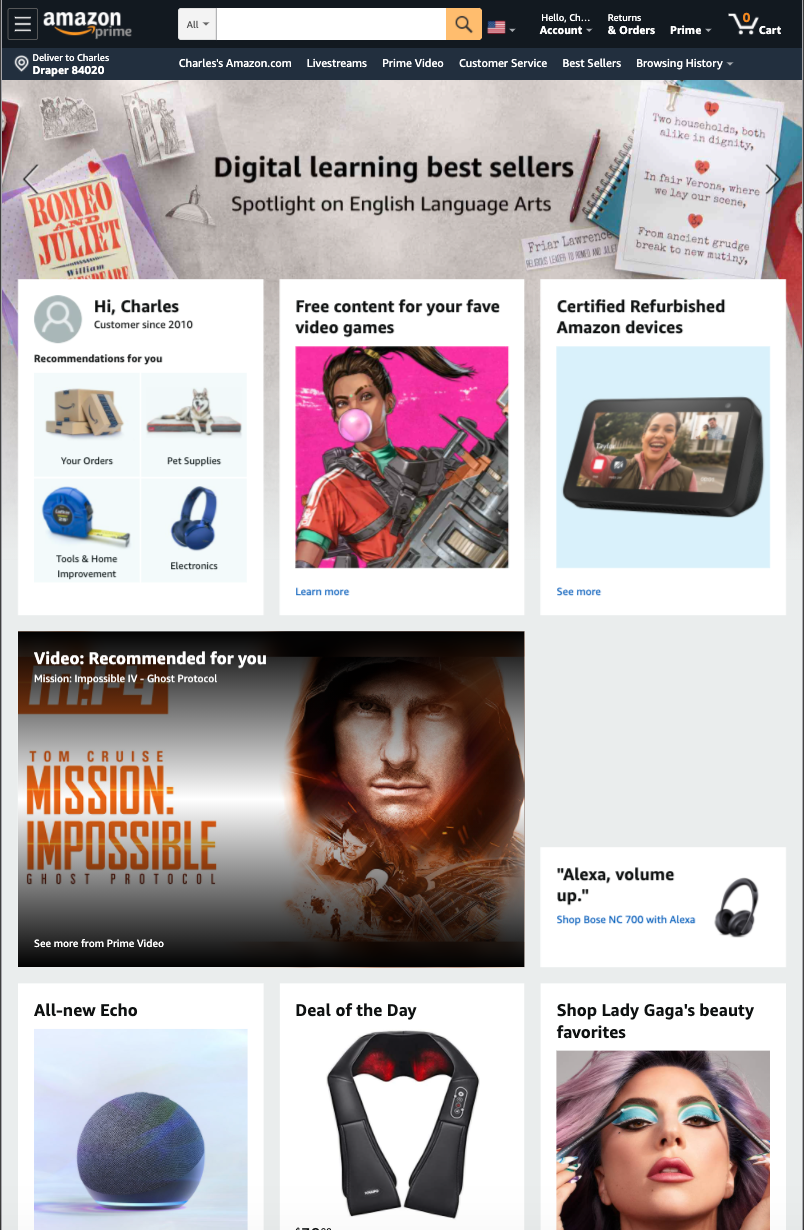 amazon
prime
All
Hello, Ch...
Account
Returns
& Orders
Prime
0
Cart
Deliver to Charles
Draper 84020
Charles's Amazon.com
Livestreams
Prime Video
Customer Service
Best Sellers
Browsing History
Digital learning best sellers
Spotlight on English Language Arts
ROMEO
AND
JULIET
William
Two households, both
alike in dignity,
In fair Verona, where
we lay our scene,
From ancient grudge
break to new mutiny,
Friar Lawrence
RELIGIOUS LEADER TO ROMEO AND
Hi, Charles
Customer since 2010
Recommendations for you
Your Orders
Pet Supplies
Tools & Home
Improvement
Electronics
Free content for your fave
video games
Learn more
Certified Refurbished
Amazon devices
Taylor
See more
Video: Recommended for you
Mission: Impossible IV - Ghost Protocol
M:I-4
TOM CRUISE
MISSION:
IMPOSSIBLE
GHOST PROTOCOL
See more from Prime Video
"Alexa, volume
up."
Shop Bose NC 700 with Alexa
All-new Echo
Deal of the Day
Shop Lady Gaga's beauty
favorites